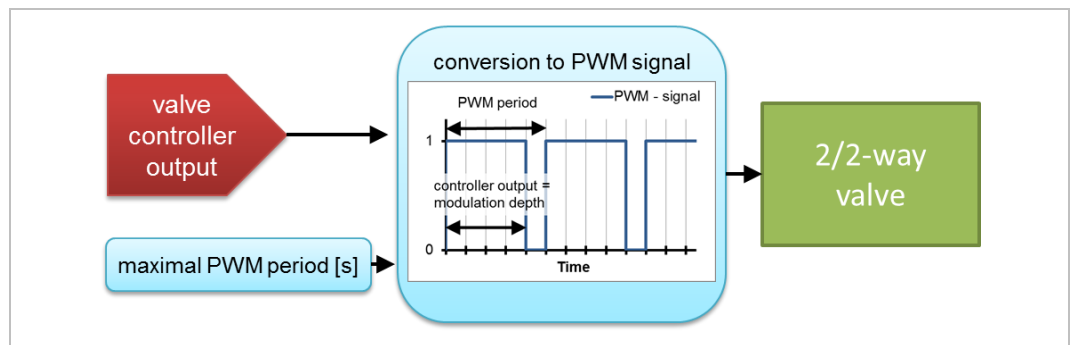 valve
controller
output
maximal PWM period [s]
conversion to PWM signal
PWM period
PWM - signal
1
controller output =
modulation depth
0
Time
2/2-way
valve